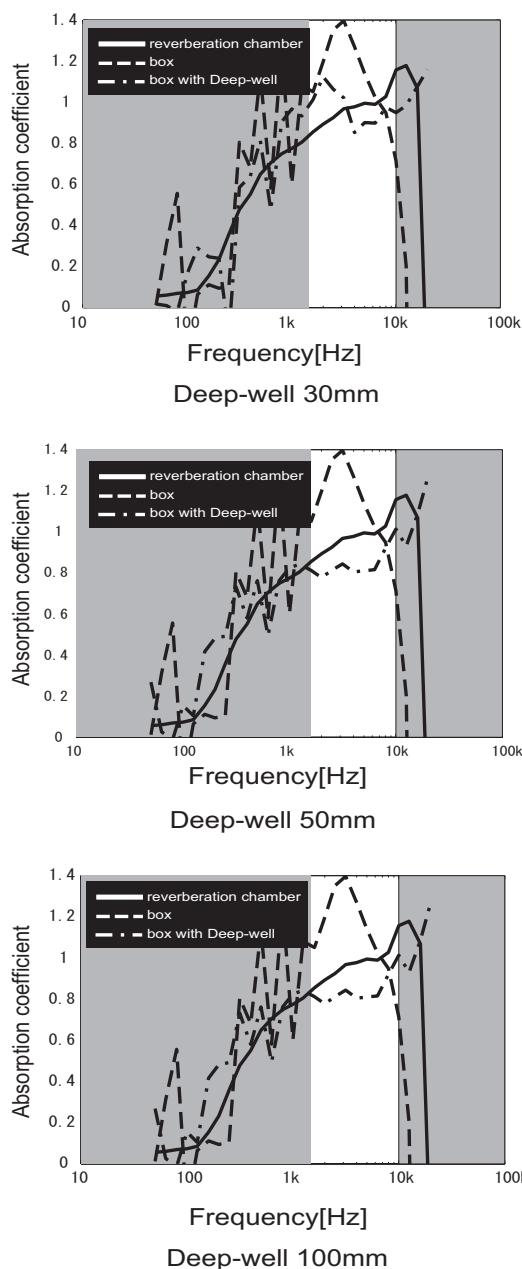 1.4
1.2
1
0.8
0.6
0.4
0.2
0
Absorption coefficient
reverberation chamber
box
box with Deep-well
10 100 1k 10k 100k
Frequency[Hz]
Deep-well 30mm
1.4
1.2
1
0.8
0.6
0.4
0.2
0
Absorption coefficient
reverberation chamber
box
box with Deep-well
10 100 1k 10k 100k
Frequency[Hz]
Deep-well 50mm
1.4
1.2
1
0.8
0.6
0.4
0.2
0
Absorption coefficient
reverberation chamber
box
box with Deep-well
10 100 1k 10k 100k
Frequency[Hz]
Deep-well 100mm